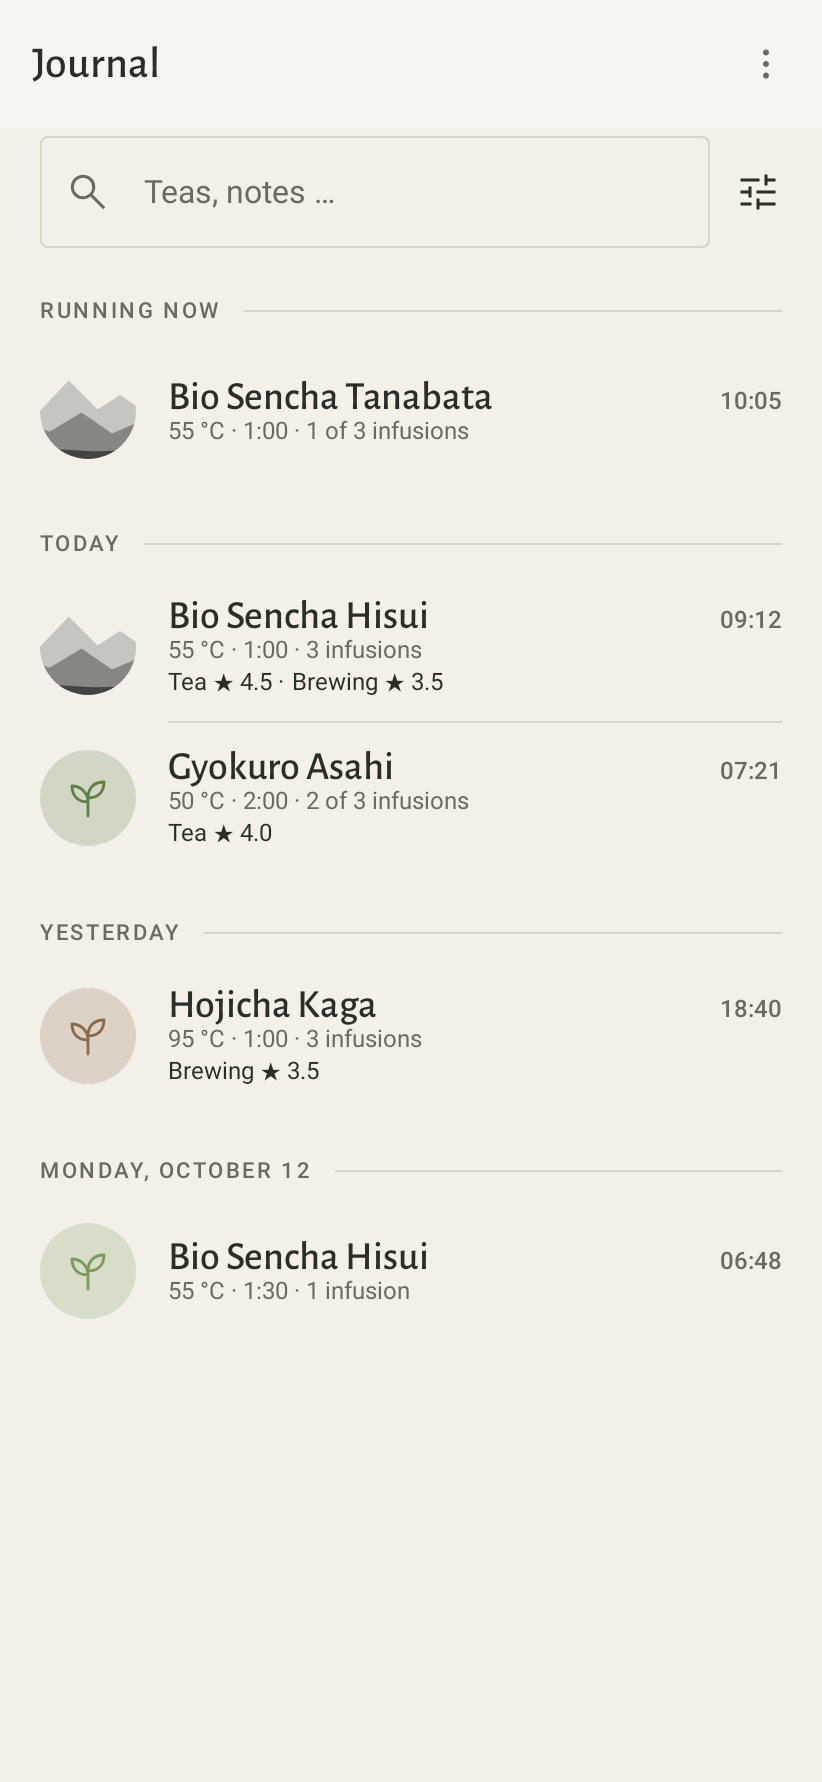 Journal
Teas, notes …
RUNNING NOW
Bio Sencha Tanabata
10:05
55 °C · 1:00 · 1 of 3 infusions
TODAY
Bio Sencha Hisui
09:12
55 °C · 1:00 · 3 infusions
Tea ★ 4.5 · Brewing ★ 3.5
Gyokuro Asahi
07:21
50 °C · 2:00 · 2 of 3 infusions
Tea ★ 4.0
YESTERDAY
Hojicha Kaga
18:40
95 °C · 1:00 · 3 infusions
Brewing ★ 3.5
MONDAY, OCTOBER 12
Bio Sencha Hisui
06:48
55 °C · 1:30 · 1 infusion